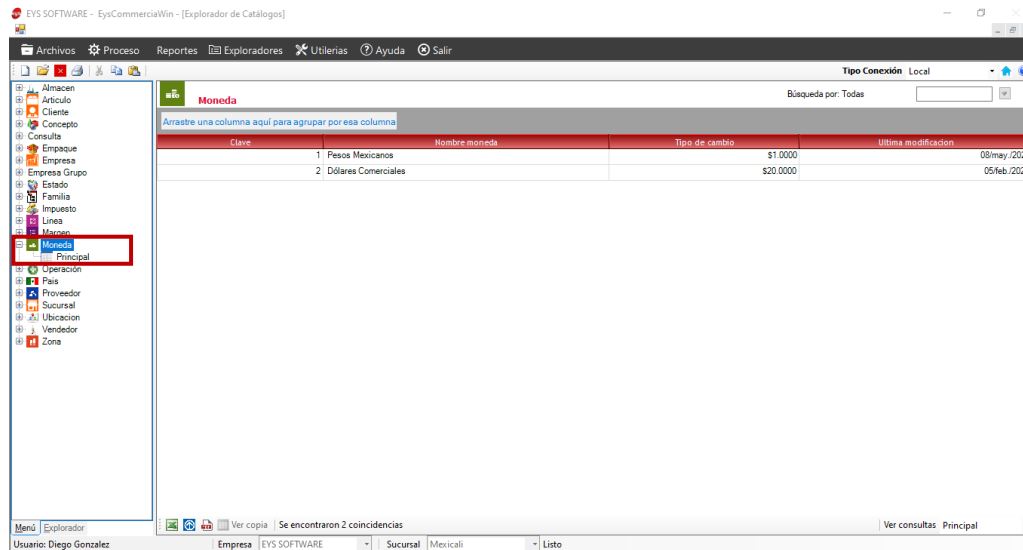 EYS SOFTWARE - EysCommerciaWin - [Explorador de Catálogos]
Archivos Proceso Reportes Exploradores Utilerias Ayuda Salir
Tipo Conexión Local
Almacen
Articulo
Cliente
Concepto
Consulta
Empaque
Empresa
Empresa Grupo
Estado
Familia
Impuesto
Linea
Margen
Moneda
Principal
Operación
Pais
Proveedor
Sucursal
Ubicacion
Vendedor
Zona
Moneda
Búsqueda por: Todas
Arrastre una columna aquí para agrupar por esa columna
Clave Nombre moneda Tipo de cambio Ultima modificacion
1 Pesos Mexicanos $1.0000 08/may./202
2 Dólares Comerciales $20.0000 05/feb./202
Menú Explorador
Ver copia Se encontraron 2 coincidencias Ver consultas Principal
Usuario: Diego Gonzalez Empresa EYS SOFTWARE Sucursal Mexicali Listo